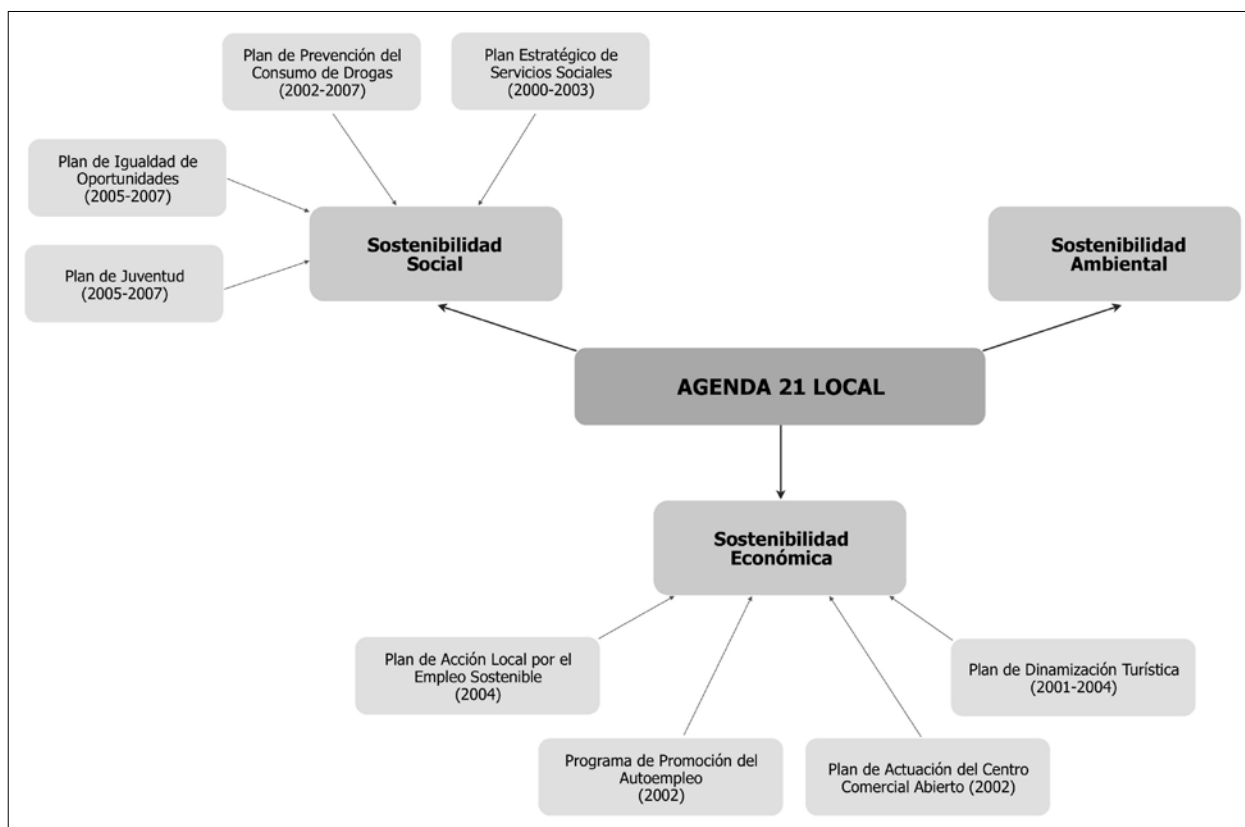 Plan de Prevención del
Consumo de Drogas
(2002-2007)
Plan Estratégico de
Servicios Sociales
(2000-2003)
Plan de Igualdad de
Oportunidades
(2005-2007)
Plan de Juventud
(2005-2007)
Sostenibilidad
Social
Sostenibilidad
Ambiental
AGENDA 21 LOCAL
Sostenibilidad
Económica
Plan de Acción Local por el
Empleo Sostenible
(2004)
Programa de Promoción del
Autoempleo
(2002)
Plan de Actuación del Centro
Comercial Abierto (2002)
Plan de Dinamización Turística
(2001-2004)